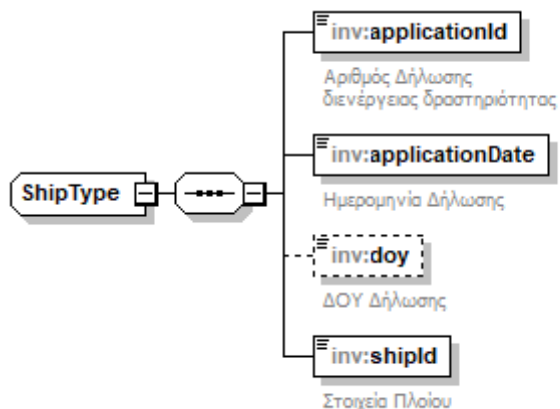 inv:applicationId
Αριθμός Δήλωσης
διενέργειας δραστηριότητας
ShipType
inv:applicationDate
Ημερομηνία Δήλωσης
inv:doy
ΔΟΥ Δήλωσης
inv:shipId
Στοιχεία Πλοίου